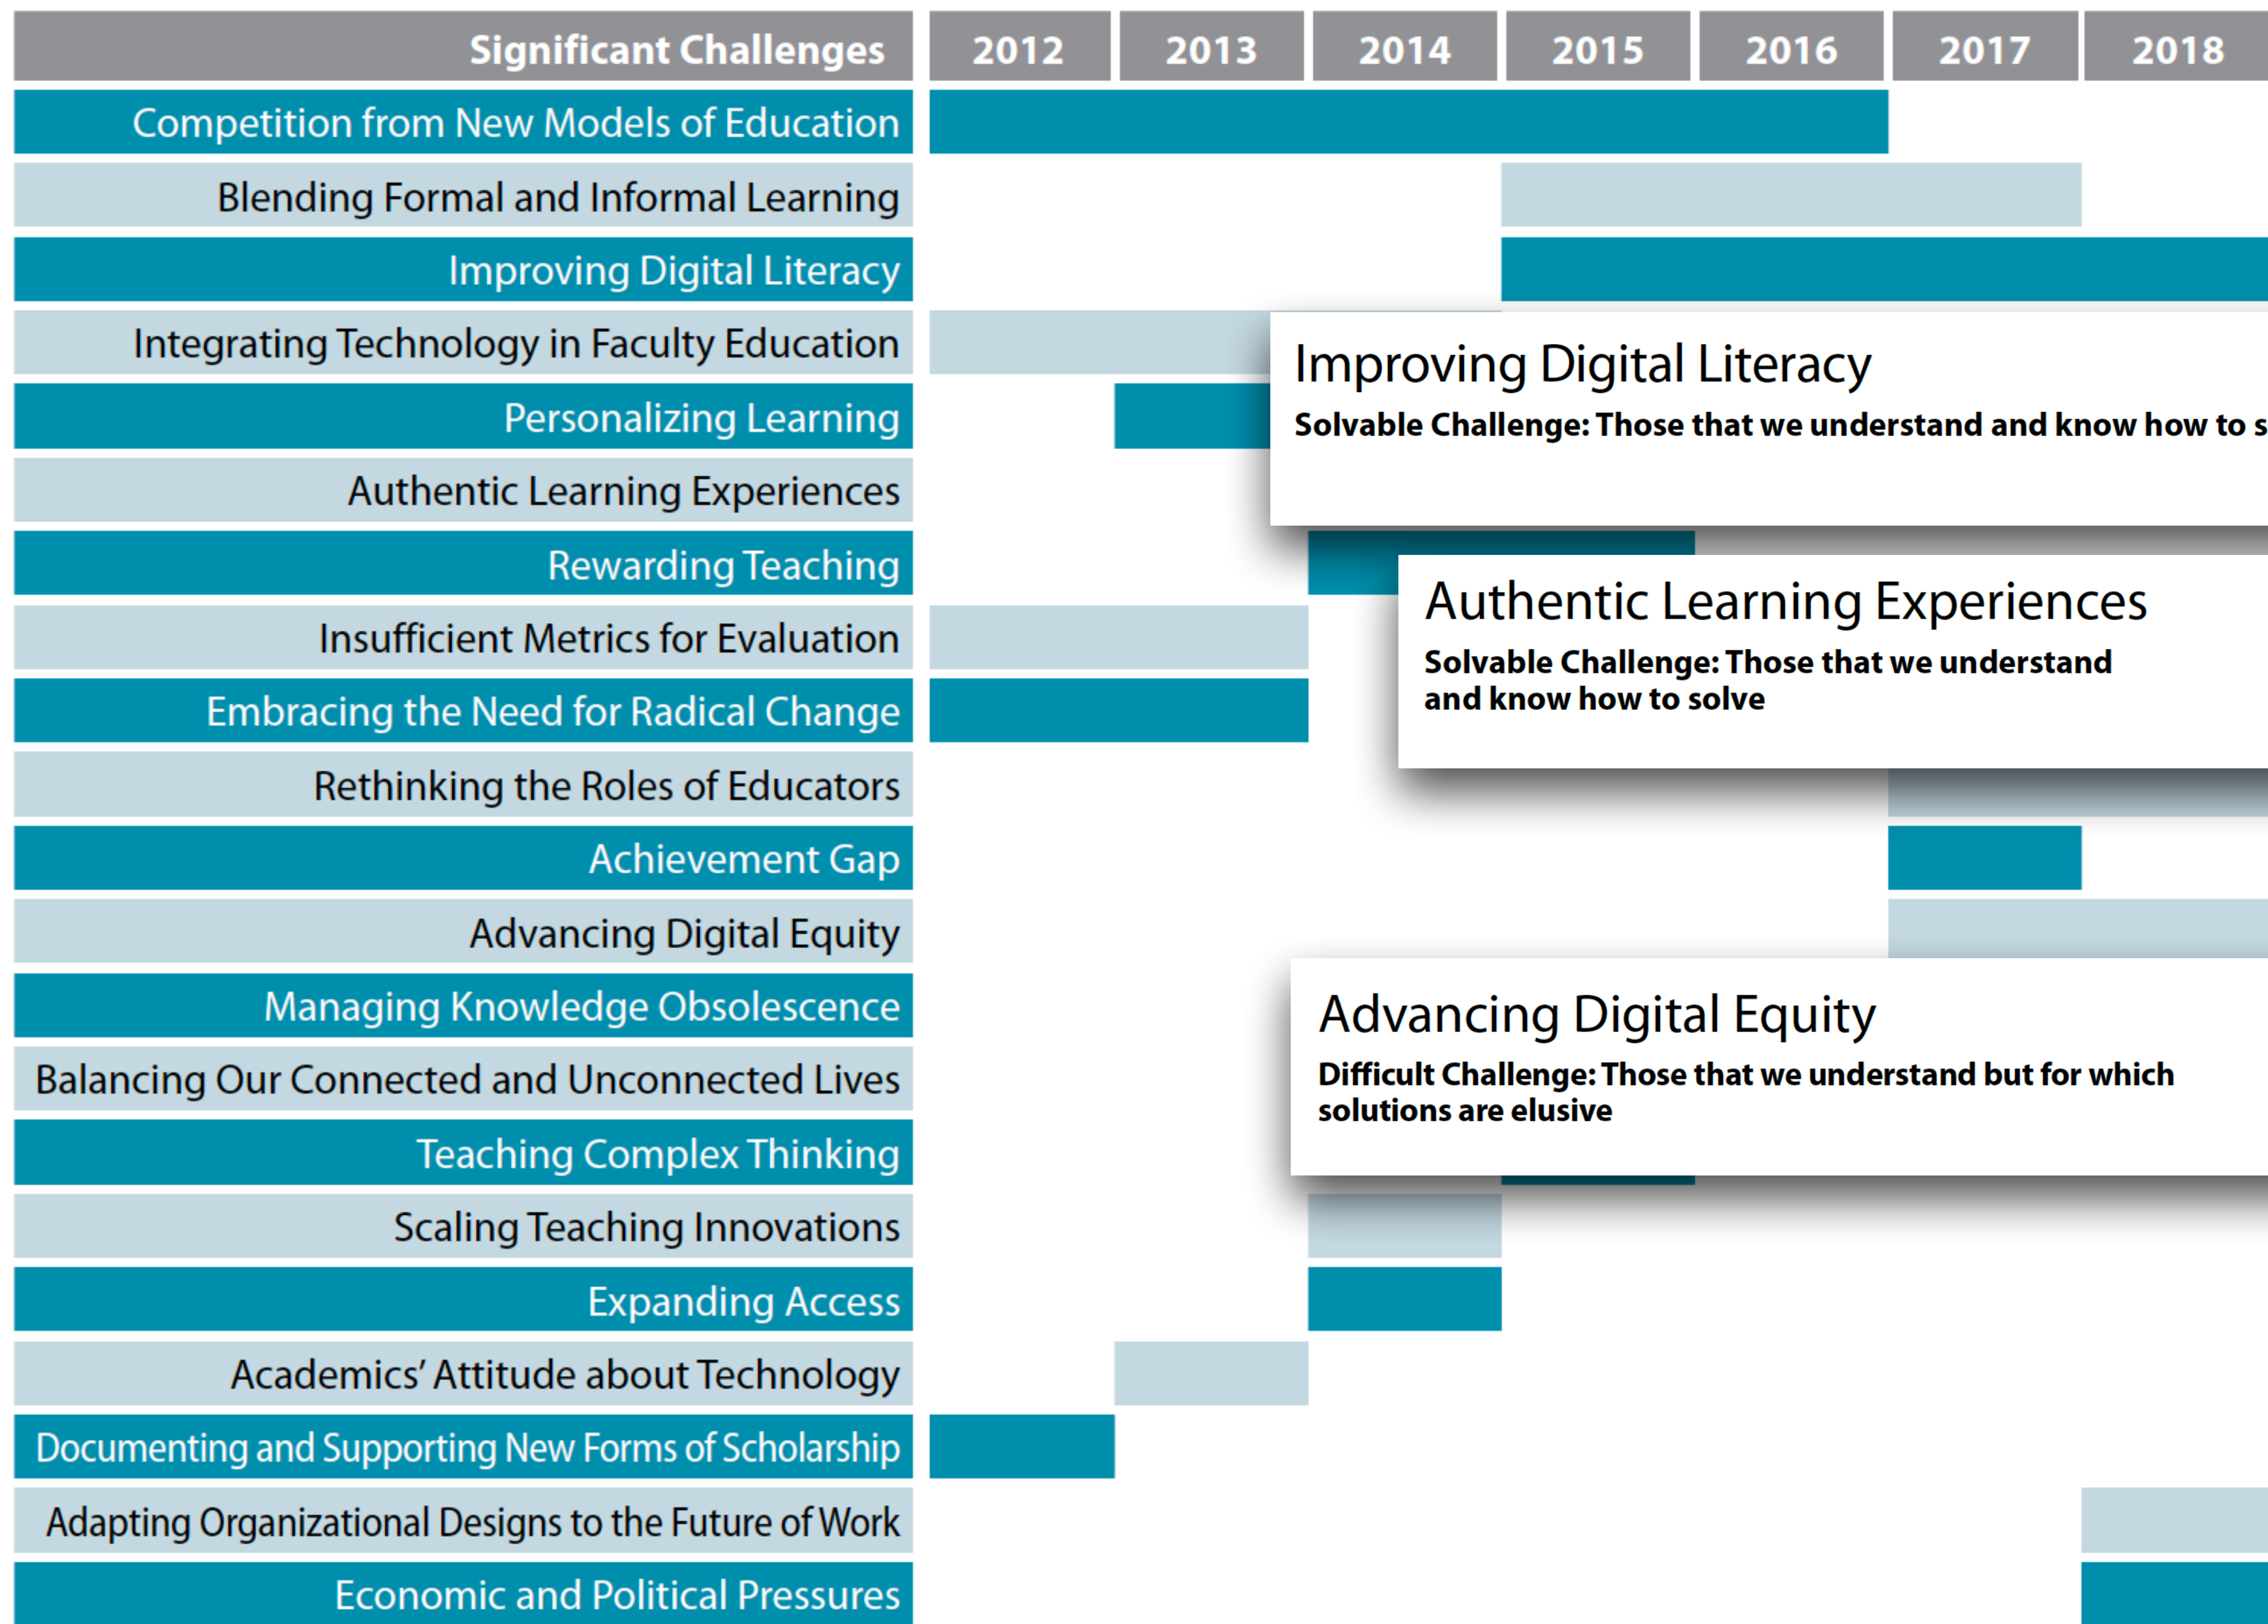 Significant Challenges 2012 2013 2014 2015 2016 2017 2018
Competition from New Models of Education
Blending Formal and Informal Learning
Improving Digital Literacy
Integrating Technology in Faculty Education
Personalizing Learning
Authentic Learning Experiences
Rewarding Teaching
Insufficient Metrics for Evaluation
Embracing the Need for Radical Change
Rethinking the Roles of Educators
Achievement Gap
Advancing Digital Equity
Managing Knowledge Obsolescence
Balancing Our Connected and Unconnected Lives
Teaching Complex Thinking
Scaling Teaching Innovations
Expanding Access
Academics’ Attitude about Technology
Documenting and Supporting New Forms of Scholarship
Adapting Organizational Designs to the Future of Work
Economic and Political Pressures
Improving Digital Literacy
Solvable Challenge: Those that we understand and know how to s
Authentic Learning Experiences
Solvable Challenge: Those that we understand
and know how to solve
Advancing Digital Equity
Difficult Challenge: Those that we understand but for which
solutions are elusive